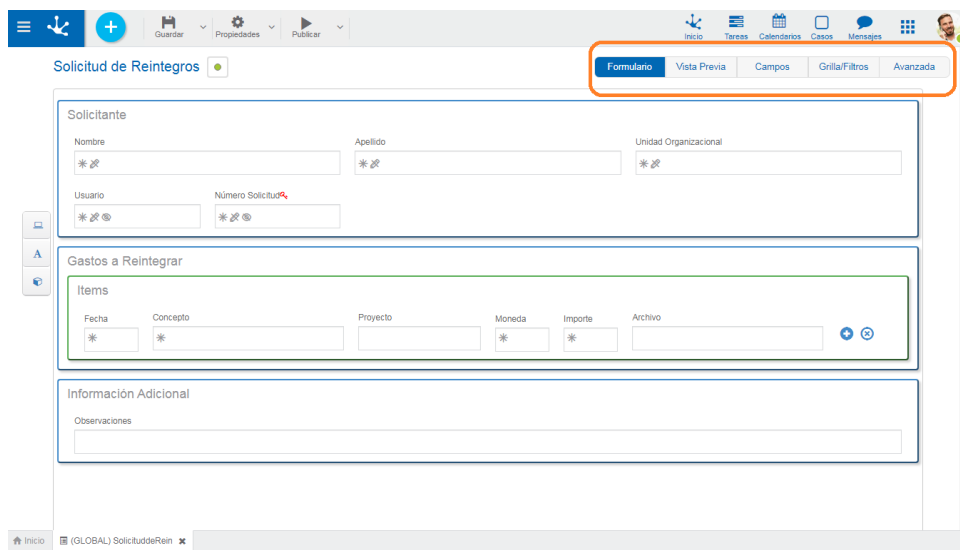 Guardar Propiedades Publicar Inicio Tareas Calendarios Casos Mensajes
Solicitud de Reintegros Formulario Vista Previa Campos Grilla/Filtros Avanzada
Solicitante
Nombre Apellido Unidad Organizacional
Usuario Número Solicitud
A
Gastos a Reintegrar
Items
Fecha Concepto Proyecto Moneda Importe Archivo
Información Adicional
Observaciones
Inicio (GLOBAL) SolicituddeRein